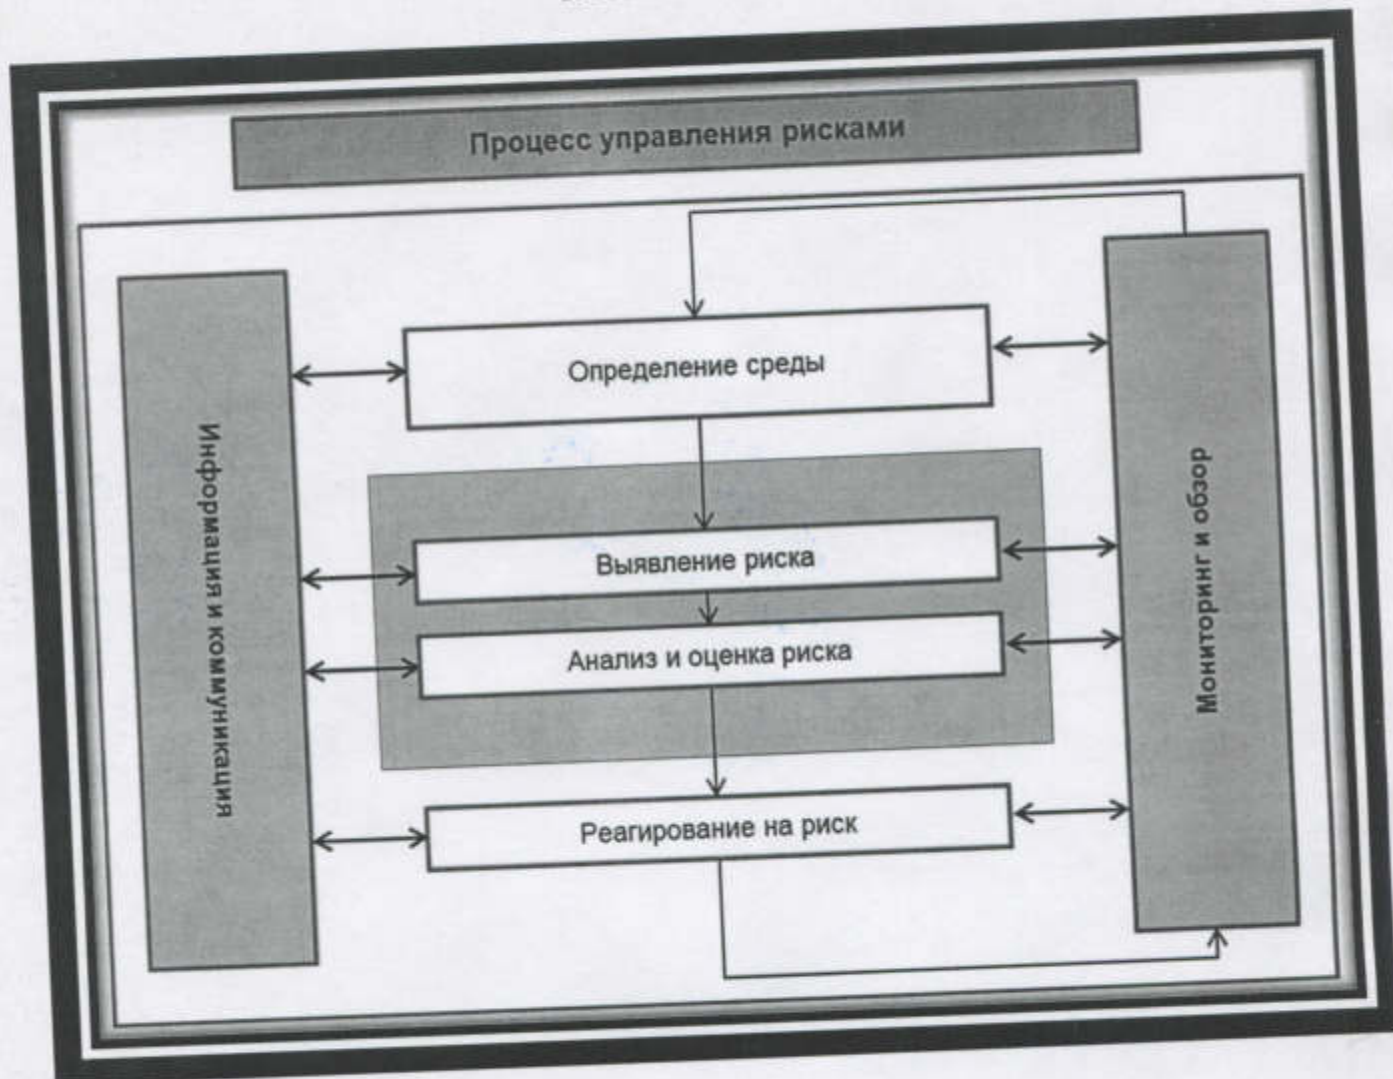 Процесс управления рисками
Информация и коммуникация
Определение среды
Выявление риска
Анализ и оценка риска
Реагирование на риск
Мониторинг и обзор